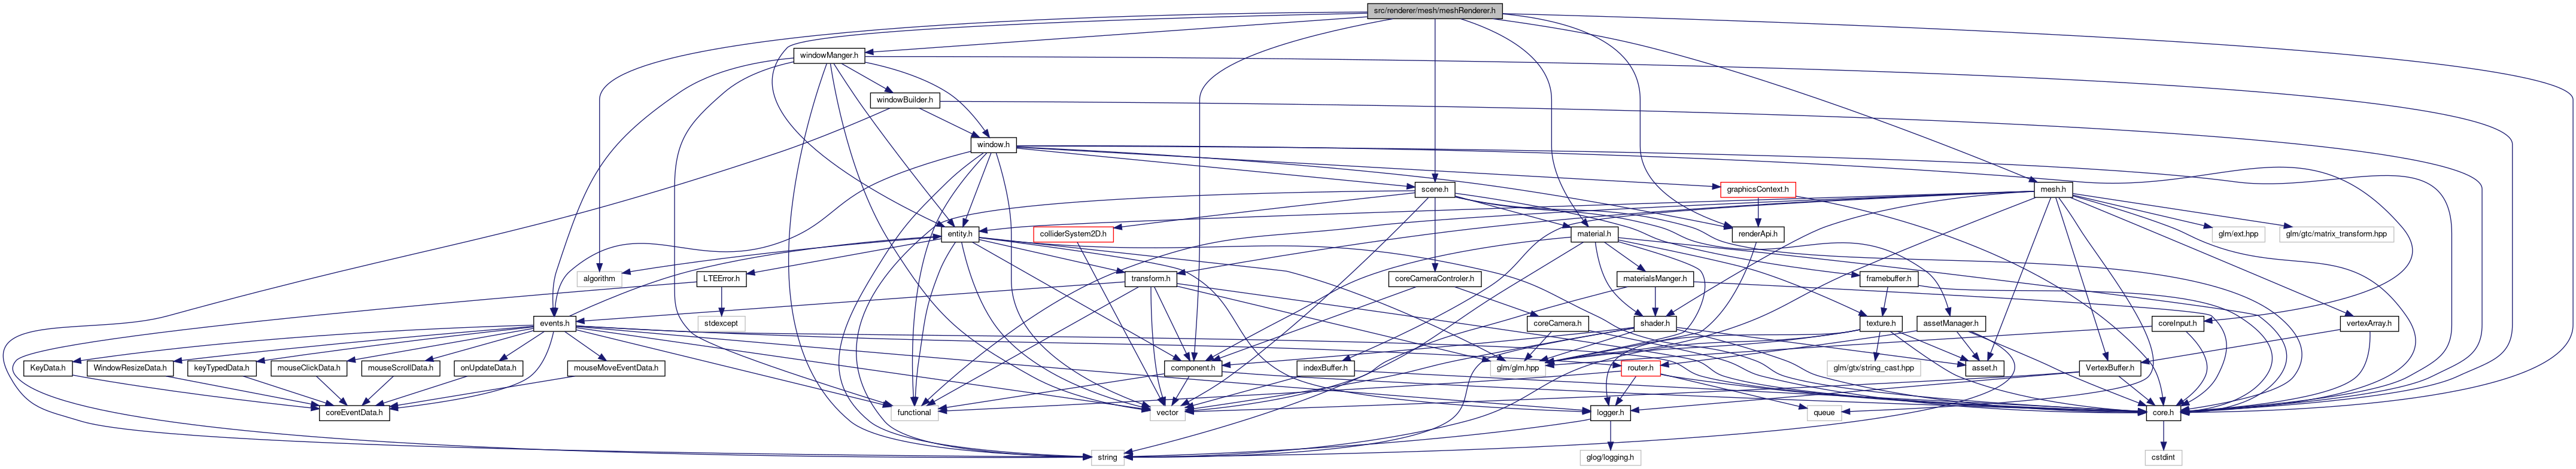 src/renderer/mesh/meshRenderer.h
windowManger.h
windowBuilder.h
window.h
scene.h
graphicsContext.h
mesh.h
entity.h
colliderSystem2D.h
material.h
renderApi.h
glm/ext.hpp
glm/gtc/matrix_transform.hpp
algorithm
LTEError.h
transform.h
coreCameraControler.h
materialsManger.h
framebuffer.h
stdexcept
events.h
coreCamera.h
shader.h
texture.h
assetManager.h
coreInput.h
vertexArray.h
KeyData.h
WindowResizeData.h
keyTypedData.h
mouseClickData.h
mouseScrollData.h
onUpdateData.h
mouseMoveEventData.h
component.h
indexBuffer.h
glm/glm.hpp
router.h
glm/gtx/string_cast.hpp
asset.h
VertexBuffer.h
coreEventData.h
functional
vector
logger.h
queue
core.h
string
glog/logging.h
cstdint